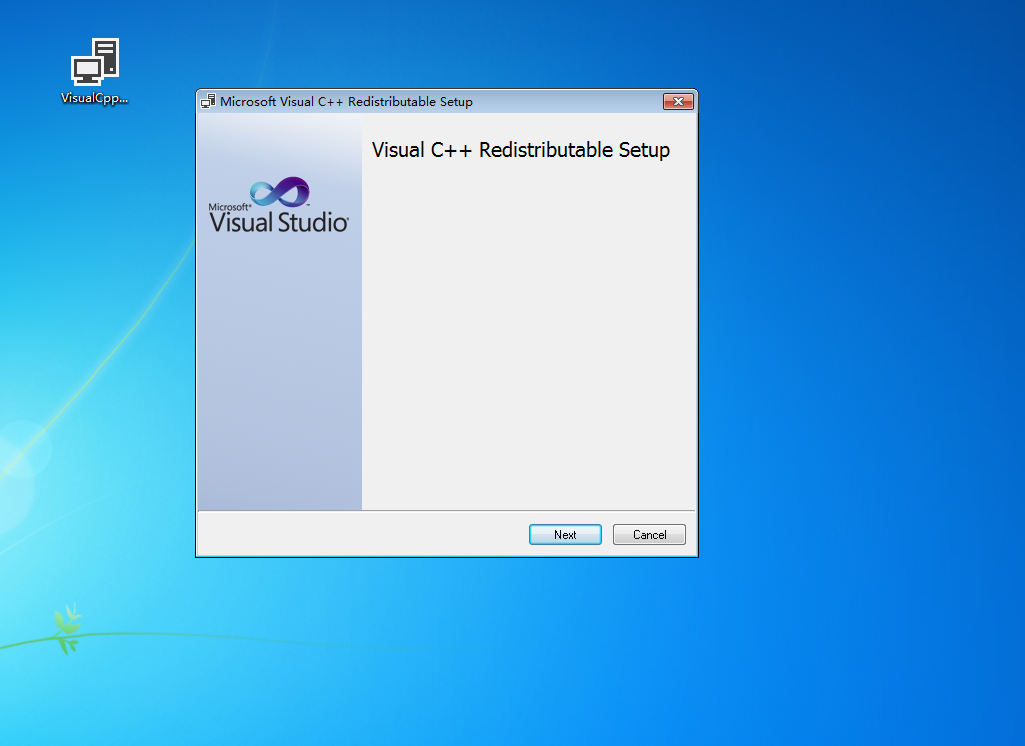 VisualCpp...
Microsoft Visual C++ Redistributable Setup
Visual C++ Redistributable Setup
Microsoft®
Visual Studio®
Next
Cancel